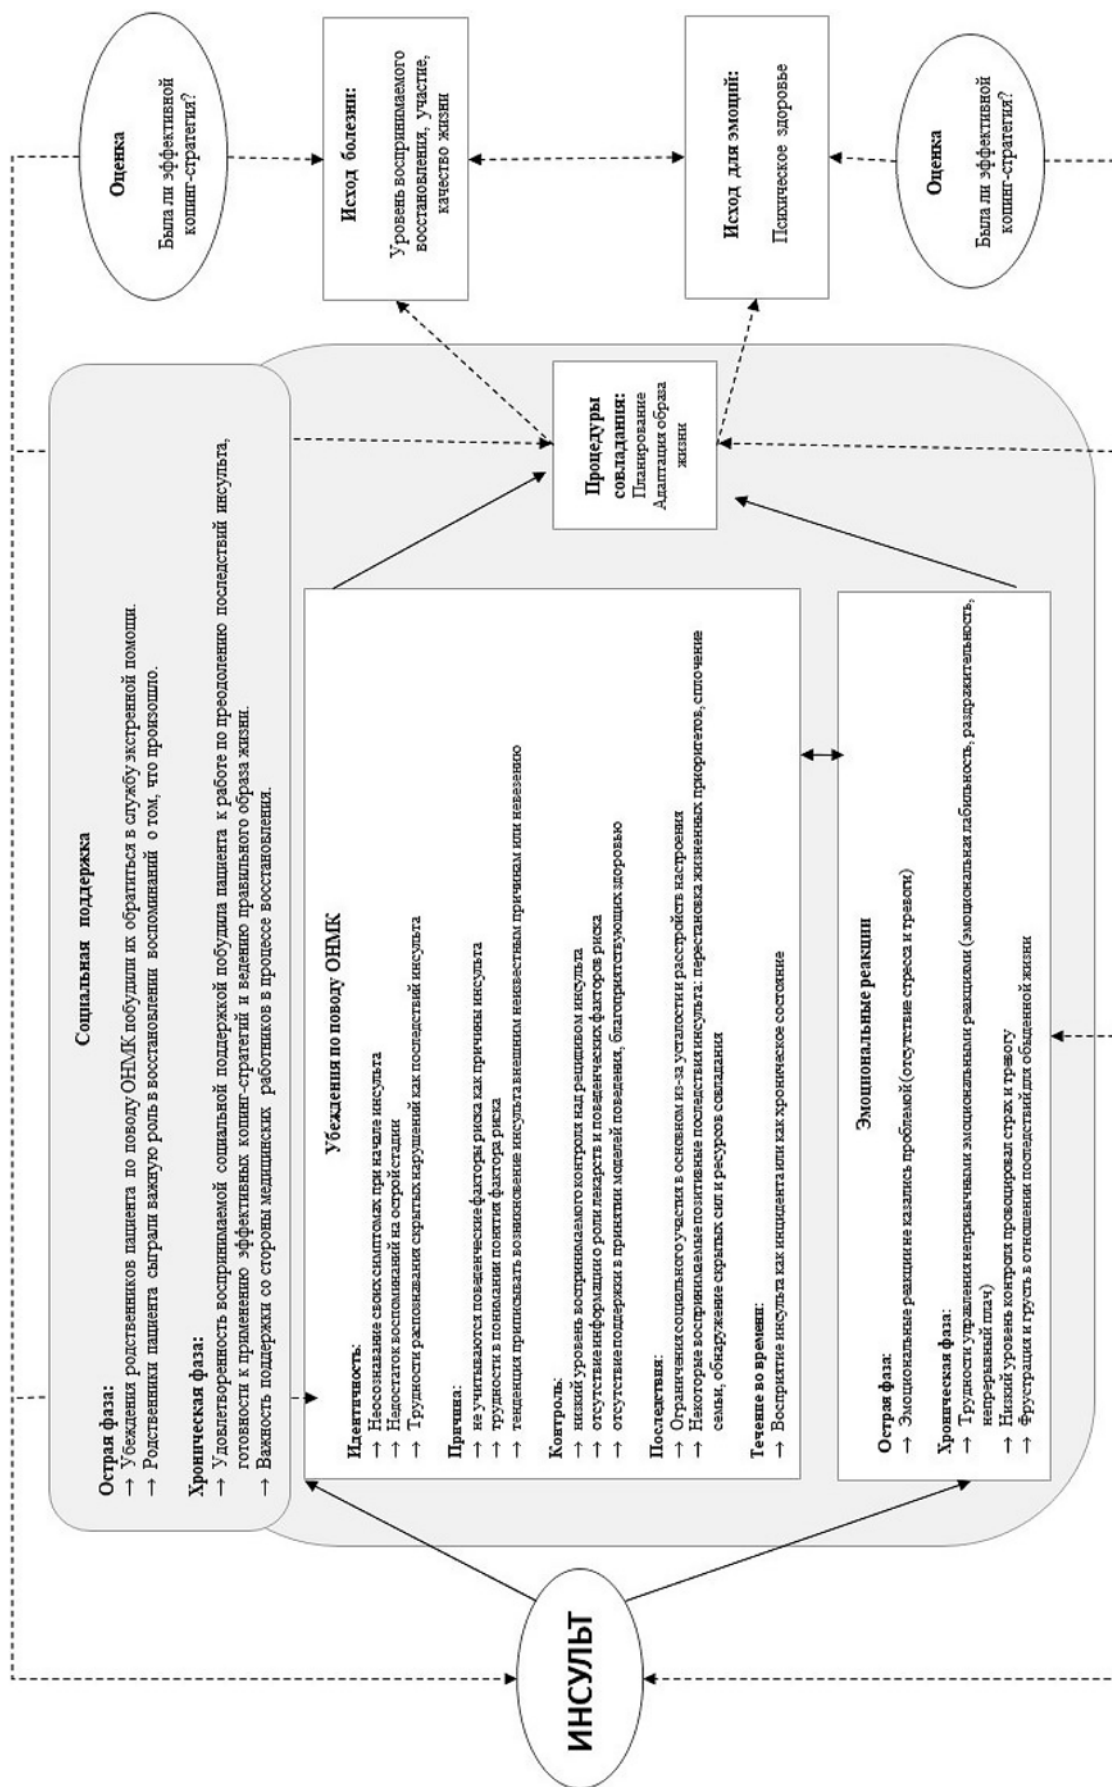 ИНСУЛЬТ
Социальная поддержка
Острая фаза:
→ Убеждения родственников пациента по поводу ОНМК побудили их обратиться в службу экстренной помощи.
→ Родственники пациента сыграли важную роль в восстановлении воспоминаний о том, что произошло.
Хроническая фаза:
→ Удовлетворенность воспринимаемой социальной поддержкой побудила пациента к работе по преодолению последствий инсульта,
готовности к применению эффективных копинг-стратегий и ведению правильного образа жизни.
→ Важность поддержки со стороны медицинских работников в процессе восстановления.
Убеждения по поводу ОНМК
Идентичность:
→ Неосознавание своих симптомах при начале инсульта
→ Недостаток воспоминаний на острой стадии
→ Трудности распознавания скрытых нарушений как последствий инсульта
Причина:
→ не учитываются поведенческие факторы риска как причины инсульта
→ трудности в понимании понятия фактора риска
→ тенденция приписывать возникновение инсульта внешним неизвестным причинам или невезению
Контроль:
→ низкий уровень воспринимаемого контроля над рецидивом инсульта
→ отсутствие информации о роли лекарств и поведенческих факторов риска
→ отсутствие поддержки в принятии моделей поведения, благоприятствующих здоровью
Последствия:
→ Ограничения социального участия в основном из-за усталости и расстройств настроения
→ Некоторые воспринимаемые позитивные последствия инсульта: перестановка жизненных приоритетов, сплочение
семьи, обнаружение скрытых сил и ресурсов совладания
Течение во времени:
→ Восприятие инсульта как инцидента или как хроническое состояние
Эмоциональные реакции
Острая фаза:
→ Эмоциональные реакции не казались проблемой (отсутствие стресса и тревоги)
Хроническая фаза:
→ Трудности управления непривычными эмоциональными реакциями (эмоциональная лабильность, раздражительность,
непрерывный плач)
→ Низкий уровень контроля провоцировал страх и тревогу
→ Фрустрация и грусть в отношении последствий для обыденной жизни
Процедуры
совладания:
Планирование
Адаптация образа
жизни
Оценка
Была ли эффективной
копинг-стратегия?
Исход болезни:
Уровень воспринимаемого
восстановления, участие,
качество жизни
Исход для эмоций:
Психическое здоровье
Оценка
Была ли эффективной
копинг-стратегия?